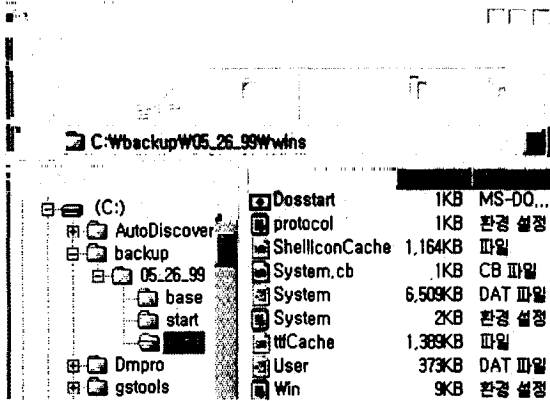 C:₩backup₩05_26_99₩wins
(C:)
AutoDiscover
backup
05_26_99
base
start
Dmpro
gstools
Dosstart 1KB MS-DO...
protocol 1KB 환경 설정
ShellIconCache 1,164KB 파일
System.cb 1KB CB 파일
System 6,509KB DAT 파일
System 2KB 환경 설정
ttfCache 1,389KB 파일
User 373KB DAT 파일
Win 9KB 환경 설정